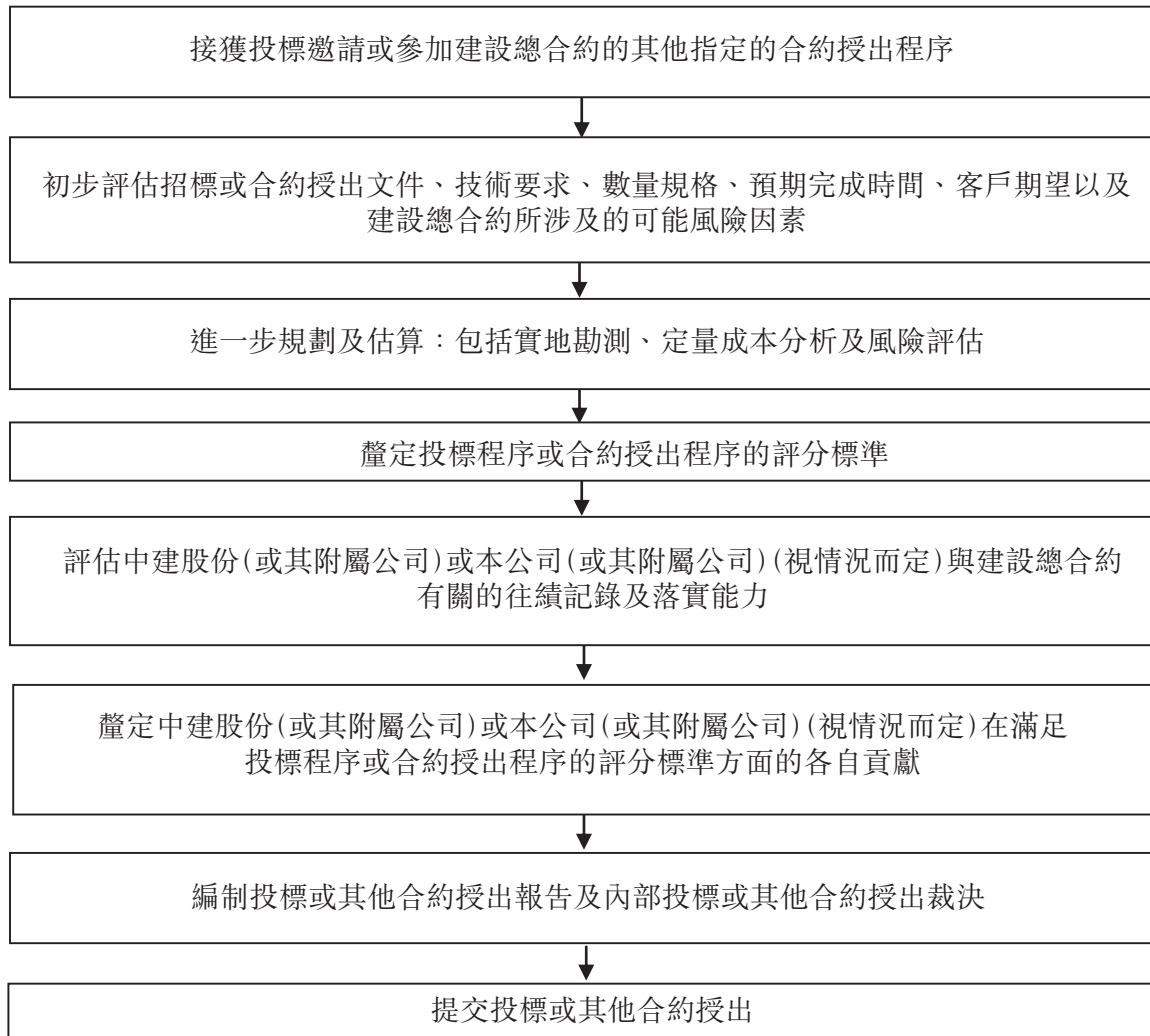 接獲投標邀請或參加建設總合約的其他指定的合約授出程序
初步評估招標或合約授出文件、技術要求、數量規格、預期完成時間、客戶期望以及
建設總合約所涉及的可能風險因素
進一步規劃及估算：包括實地勘測、定量成本分析及風險評估
釐定投標程序或合約授出程序的評分標準
評估中建股份(或其附屬公司)或本公司(或其附屬公司)(視情況而定)與建設總合約
有關的往績記錄及落實能力
釐定中建股份(或其附屬公司)或本公司(或其附屬公司)(視情況而定)在滿足
投標程序或合約授出程序的評分標準方面的各自貢獻
編制投標或其他合約授出報告及內部投標或其他合約授出裁決
提交投標或其他合約授出